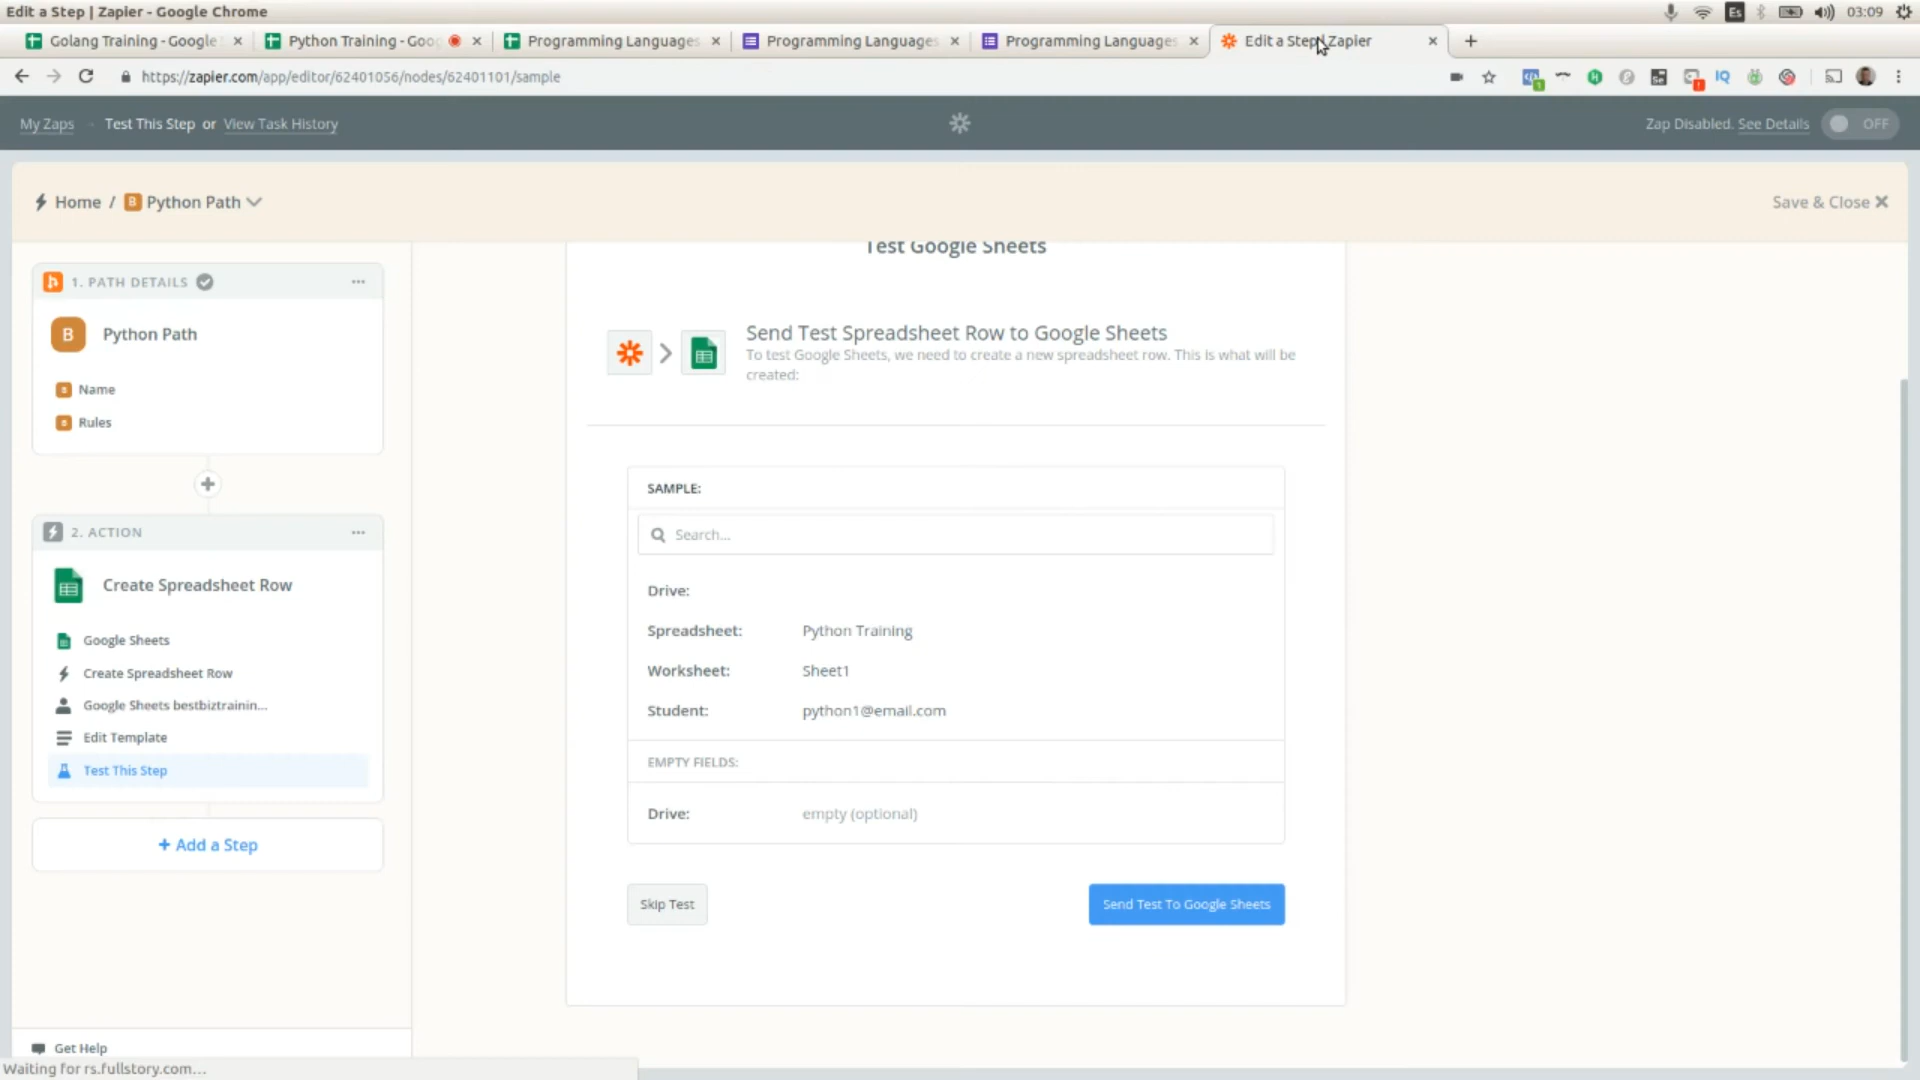 Edit a Step | Zapier - Google Chrome
Es
03:09
Golang Training - Google
Python Training - Goog
Programming Languages
Programming Languages
Programming Languages
Edit a Step | Zapier
https://zapier.com/app/editor/62401056/nodes/62401101/sample
IQ
My Zaps
Test This Step or View Task History
Zap Disabled. See Details
OFF
Home / B Python Path
Save & Close
1. PATH DETAILS
B
Python Path
Name
Rules
2. ACTION
Create Spreadsheet Row
Google Sheets
Create Spreadsheet Row
Google Sheets bestbiztrainin...
Edit Template
Test This Step
+ Add a Step
Get Help
Waiting for rs.fullstory.com...
Test Google Sheets
Send Test Spreadsheet Row to Google Sheets
To test Google Sheets, we need to create a new spreadsheet row. This is what will be
created:
SAMPLE:
Search...
Drive:
Spreadsheet: Python Training
Worksheet: Sheet1
Student: python1@email.com
EMPTY FIELDS:
Drive: empty (optional)
Skip Test
Send Test To Google Sheets